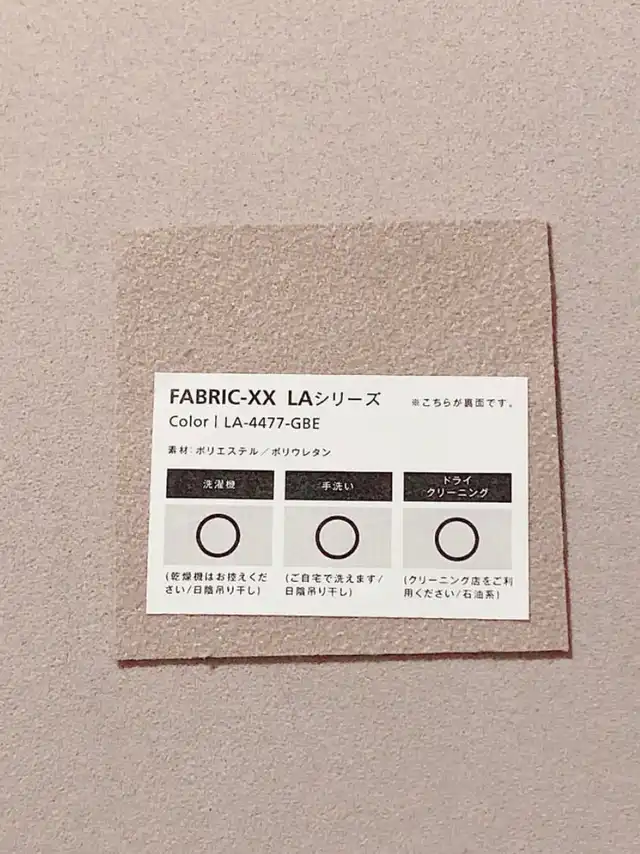 FABRIC-XX LAシリーズ ※こちらが裏面です。
Color | LA-4477-GBE
素材：ポリエステル／ポリウレタン
洗濯機
手洗い
ドライ
クリーニング
(乾燥機はお控えくだ
さい/日陰吊り干し)
(ご自宅で洗えます/
日陰吊り干し)
(クリーニング店をご利
用ください/石油系)